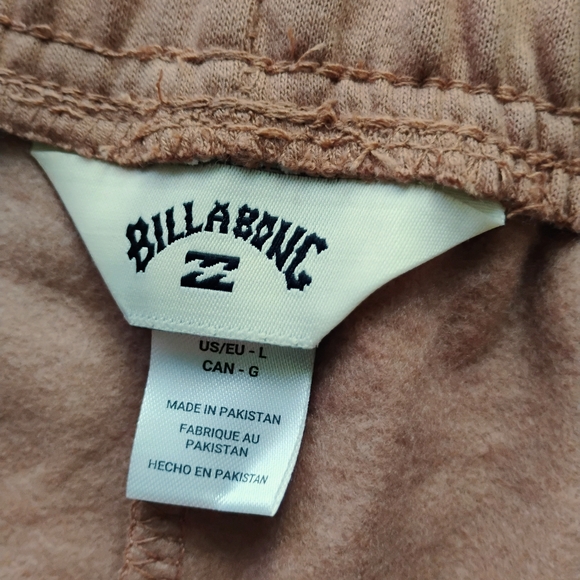 BILLABONG
US/EU - L
CAN - G
MADE IN PAKISTAN
FABRIQUE AU
PAKISTAN
HECHO EN PAKISTAN